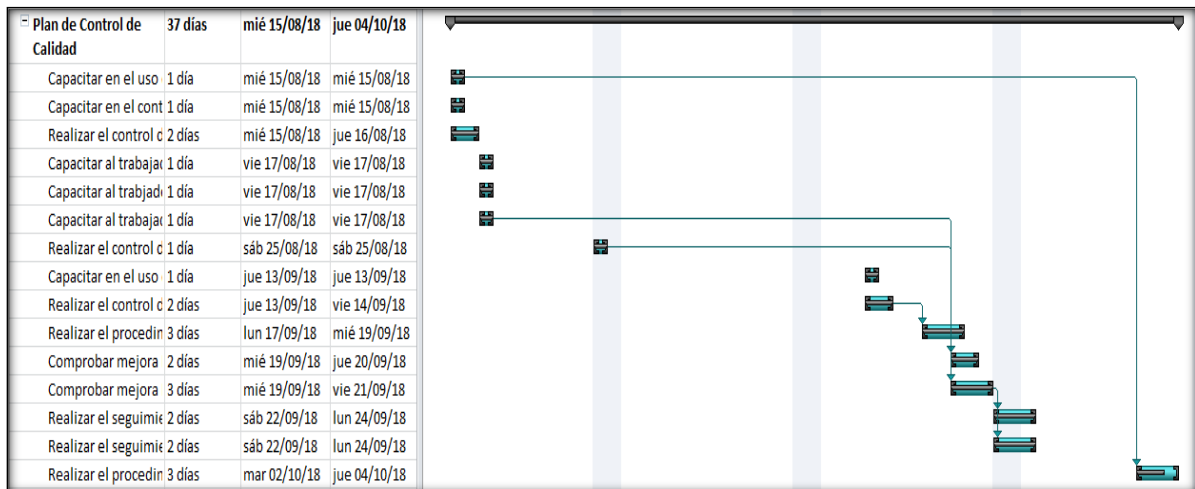 Plan de Control de 37 días mié 15/08/18 jue 04/10/18
Calidad
Capacitar en el uso 1 día mié 15/08/18 mié 15/08/18
Capacitar en el cont 1 día mié 15/08/18 mié 15/08/18
Realizar el control d 2 días mié 15/08/18 jue 16/08/18
Capacitar al trabajac 1 día vie 17/08/18 vie 17/08/18
Capacitar al trabjad 1 día vie 17/08/18 vie 17/08/18
Capacitar al trabajac 1 día vie 17/08/18 vie 17/08/18
Realizar el control d 1 día sáb 25/08/18 sáb 25/08/18
Capacitar en el uso 1 día jue 13/09/18 jue 13/09/18
Realizar el control d 2 días jue 13/09/18 vie 14/09/18
Realizar el procedin 3 días lun 17/09/18 mié 19/09/18
Comprobar mejora 2 días mié 19/09/18 jue 20/09/18
Comprobar mejora 3 días mié 19/09/18 vie 21/09/18
Realizar el seguimie 2 días sáb 22/09/18 lun 24/09/18
Realizar el seguimie 2 días sáb 22/09/18 lun 24/09/18
Realizar el procedin 3 días mar 02/10/18 jue 04/10/18